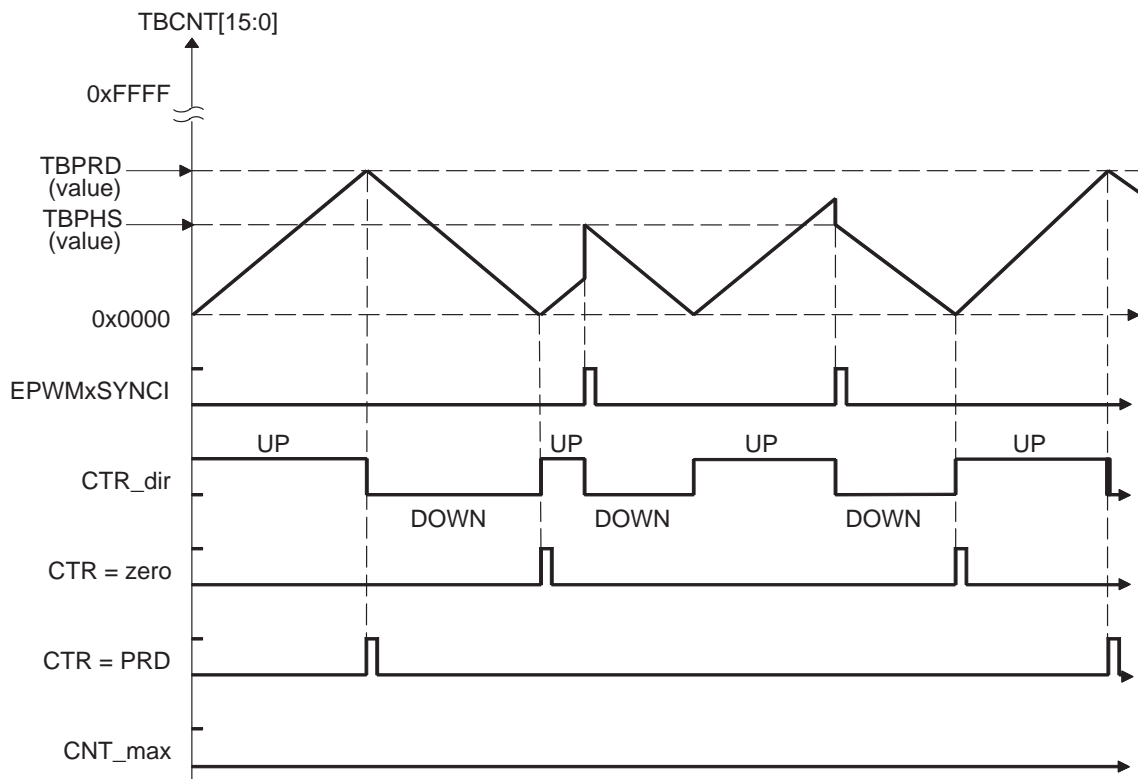 TBCNT[15:0]
0xFFFF
TBPRD
(value)
TBPHS
(value)
0x0000
EPWMxSYNCI
UP
UP
UP
UP
CTR_dir
DOWN
DOWN
DOWN
CTR = zero
CTR = PRD
CNT_max